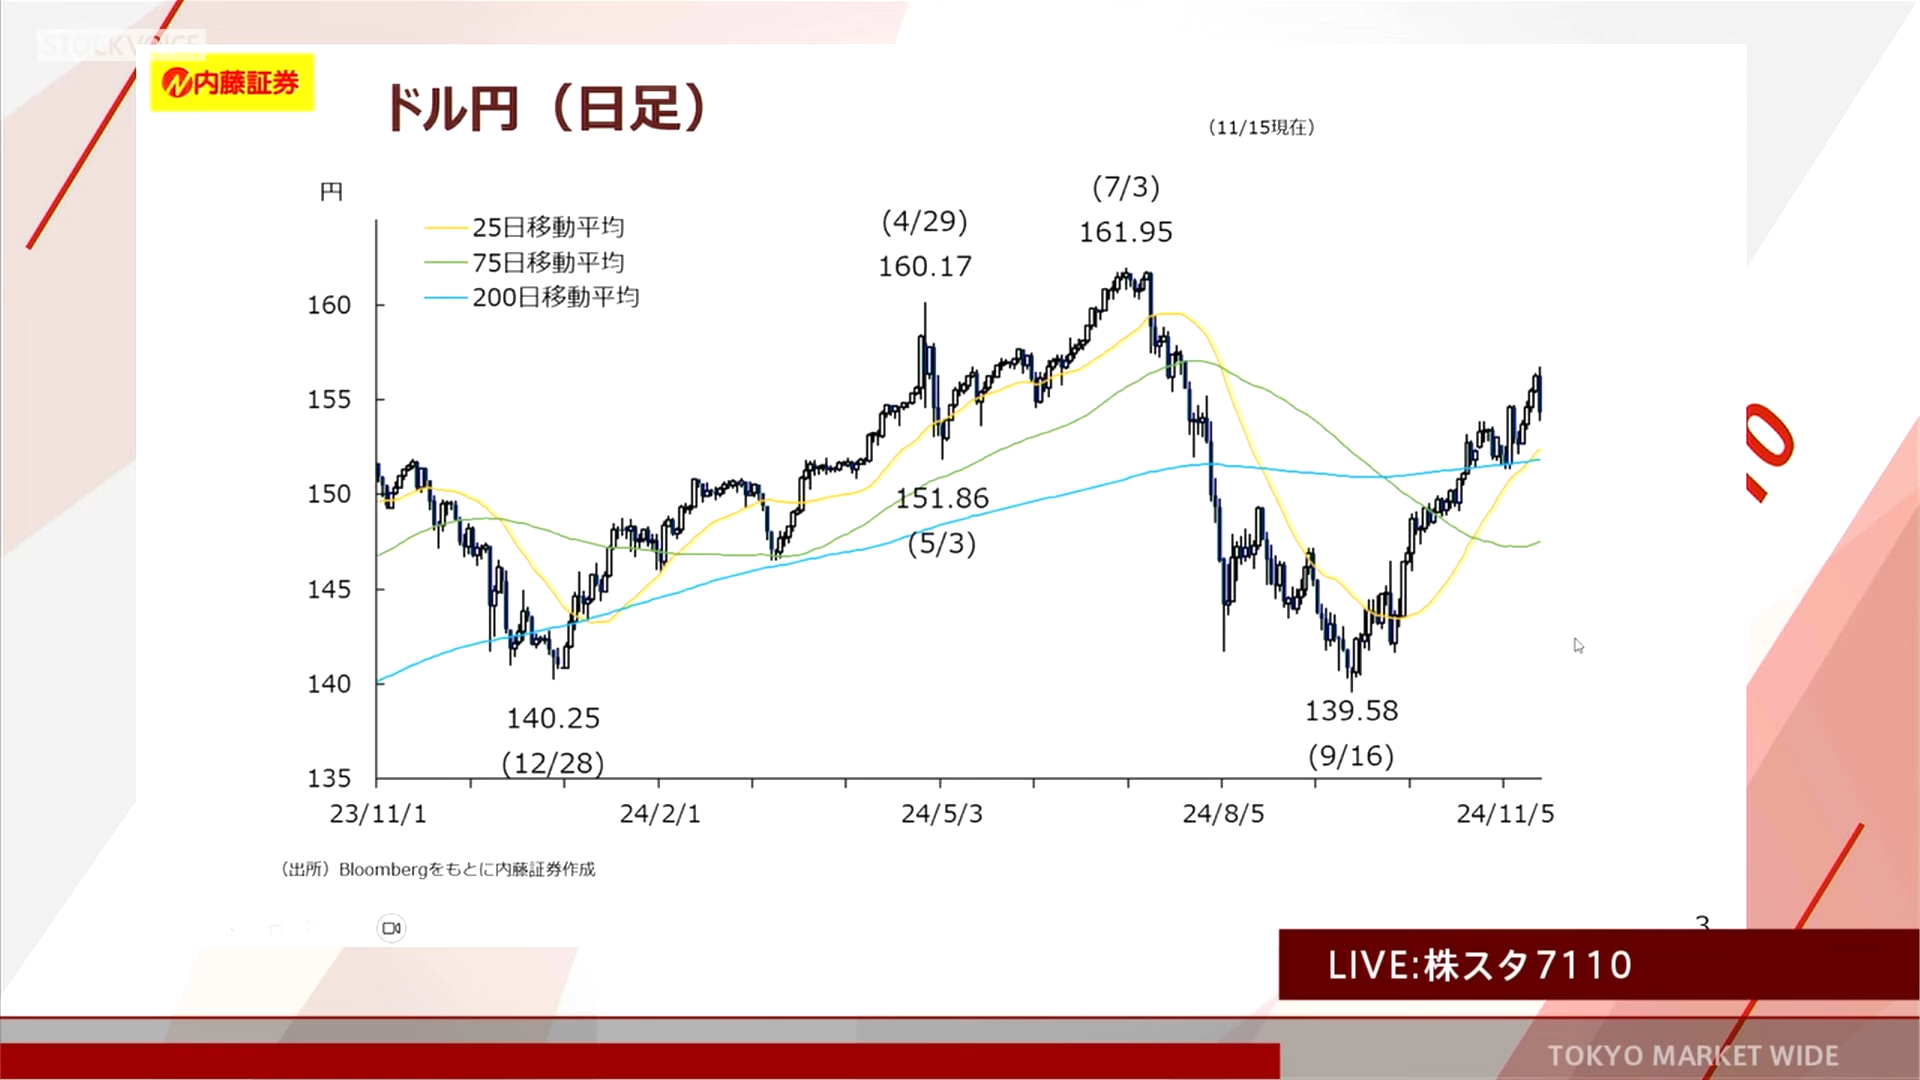 STOCKVOICE
内藤証券
ドル円（日足）
（11/15現在）
円
25日移動平均
75日移動平均
200日移動平均
(4/29)
160.17
(7/3)
161.95
160
155
150
145
140
135
151.86
(5/3)
140.25
(12/28)
139.58
(9/16)
23/11/1
24/2/1
24/5/3
24/8/5
24/11/5
（出所）Bloombergをもとに内藤証券作成
3
10
LIVE:株スタ7110
TOKYO MARKET WIDE